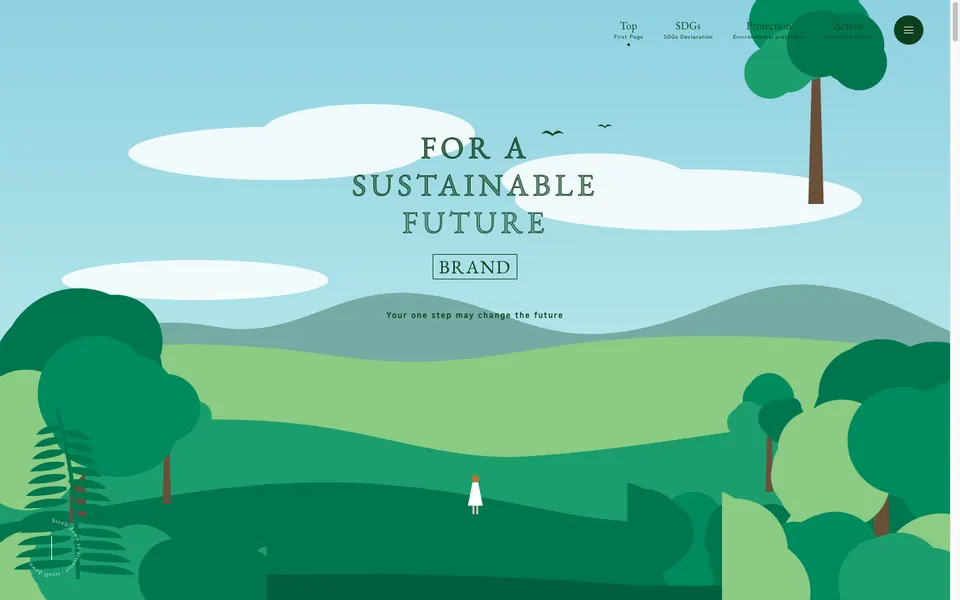 Top
First Page
SDGs
SDGs Declaration
Protection
Environmental protection
Action
FOR A
SUSTAINABLE
FUTURE
BRAND
Your one step may change the future